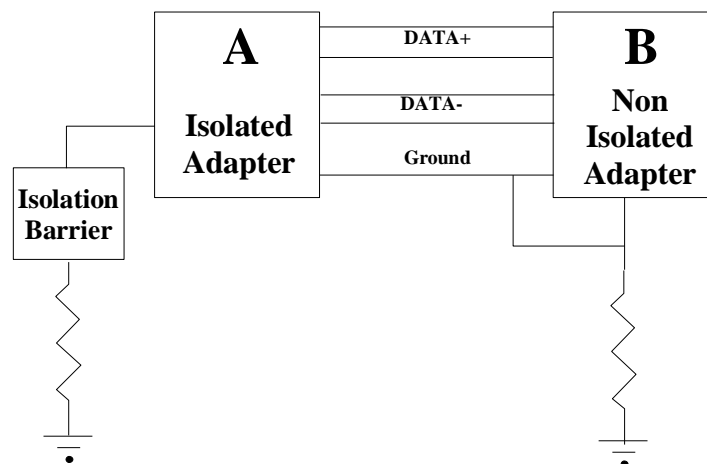 A
Isolated
Adapter
DATA+
DATA-
Ground
B
Non
Isolated
Adapter
Isolation
Barrier